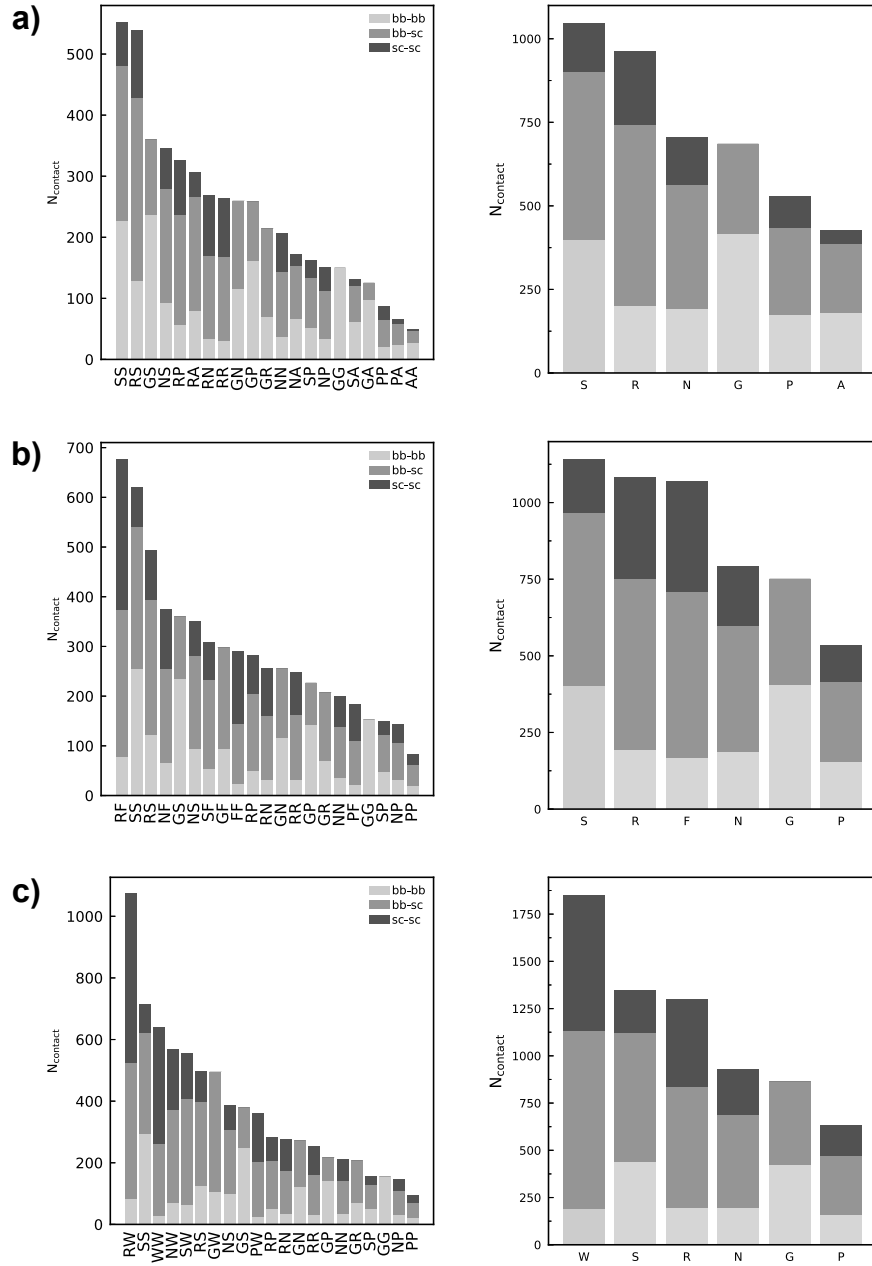 a)
bb-bb
bb-sc
sc-sc
500
400
300
200
100
0
N_contact
SS RS GS NS RP RA RN RR GN GP GR NN NA SP NP GG SA GA PP PA AA
1000
750
500
250
0
N_contact
S R N G P A
b)
bb-bb
bb-sc
sc-sc
700
600
500
400
300
200
100
0
N_contact
RF SS RS NF GS NS SF GF FF RP RN GN RR GP GR NN PF GG SP NP PP
1000
750
500
250
0
N_contact
S R F N G P
c)
bb-bb
bb-sc
sc-sc
1000
800
600
400
200
0
N_contact
RW SS WW NW SW RS GW NS GS PW RP RN GN RR GP NN GR SP GG NP PP
1750
1500
1250
1000
750
500
250
0
N_contact
W S R N G P